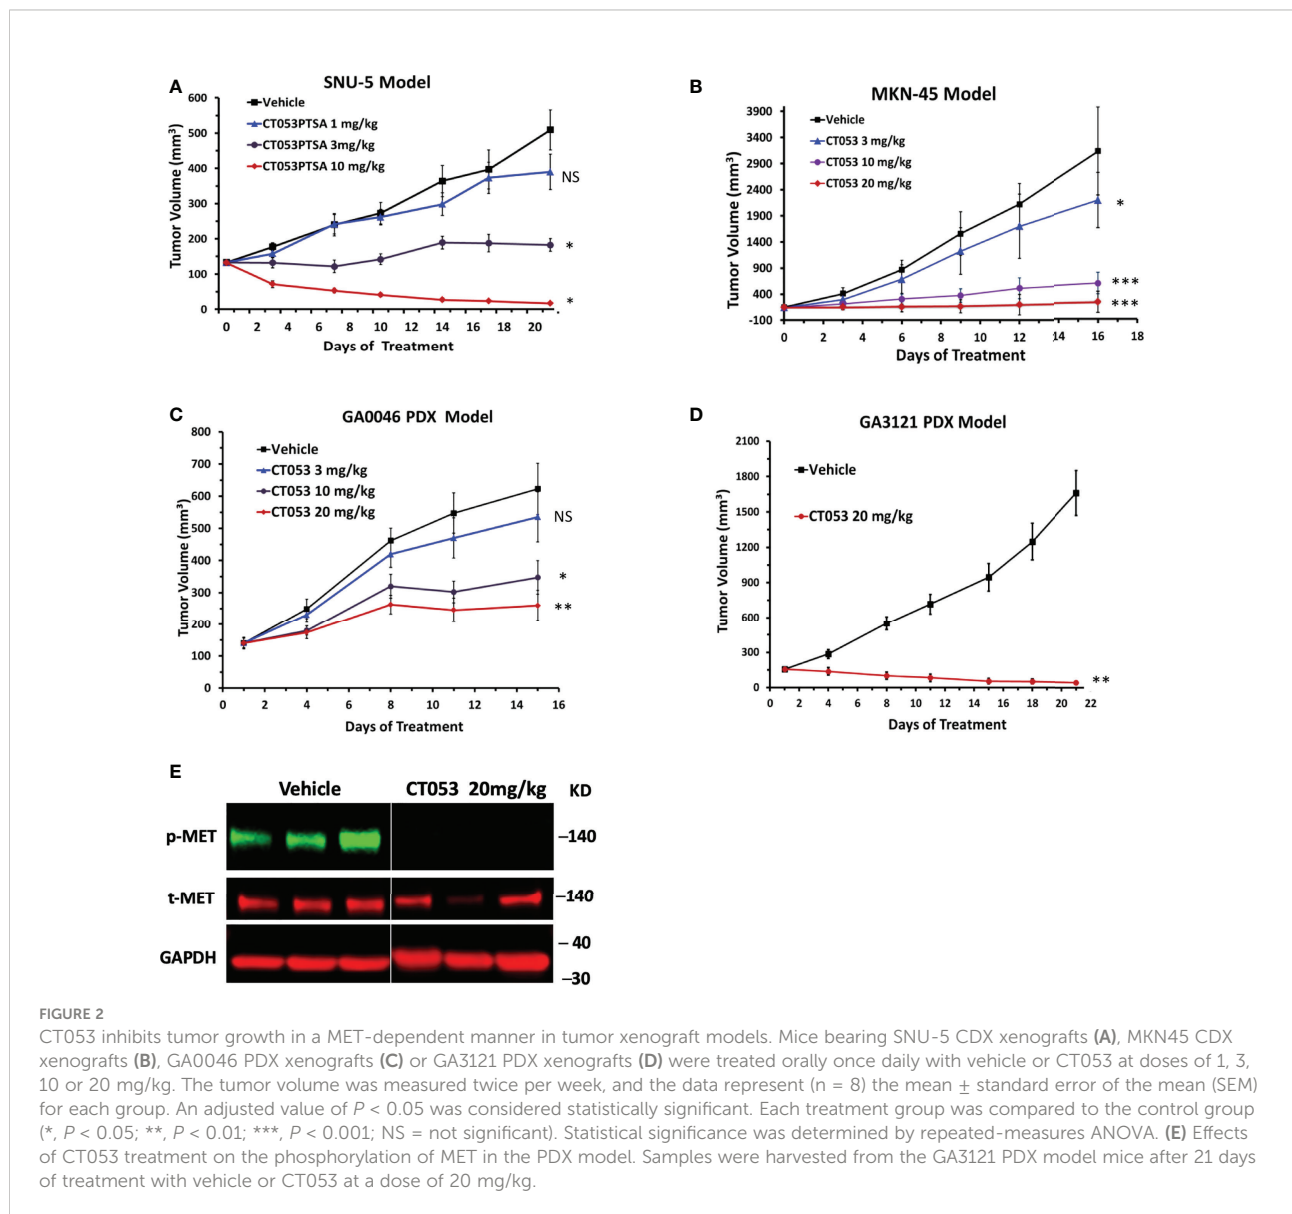 A
SNU-5 Model
600
500
400
300
200
100
0
Tumor Volume (mm³)
Vehicle
CT053PTSA 1 mg/kg
CT053PTSA 3mg/kg
CT053PTSA 10 mg/kg
NS
*
*
0 2 4 6 8 10 12 14 16 18 20
Days of Treatment
B
MKN-45 Model
3900
3400
2900
2400
1900
1400
900
400
-100
Tumor Volume (mm³)
Vehicle
CT053 3 mg/kg
CT053 10 mg/kg
CT053 20 mg/kg
*
***
***
0 2 4 6 8 10 12 14 16 18
Days of Treatment
C
GA0046 PDX Model
800
700
600
500
400
300
200
100
0
Tumor Volume (mm³)
Vehicle
CT053 3 mg/kg
CT053 10 mg/kg
CT053 20 mg/kg
NS
*
**
0 2 4 6 8 10 12 14 16
Days of Treatment
D
GA3121 PDX Model
2100
1800
1500
1200
900
600
300
0
Tumor Volume (mm³)
Vehicle
CT053 20 mg/kg
**
0 2 4 6 8 10 12 14 16 18 20 22
Days of Treatment
E
Vehicle CT053 20mg/kg KD
p-MET –140
t-MET –140
GAPDH – 40
–30
FIGURE 2
CT053 inhibits tumor growth in a MET-dependent manner in tumor xenograft models. Mice bearing SNU-5 CDX xenografts (A), MKN45 CDX
xenografts (B), GA0046 PDX xenografts (C) or GA3121 PDX xenografts (D) were treated orally once daily with vehicle or CT053 at doses of 1, 3,
10 or 20 mg/kg. The tumor volume was measured twice per week, and the data represent (n = 8) the mean ± standard error of the mean (SEM)
for each group. An adjusted value of P < 0.05 was considered statistically significant. Each treatment group was compared to the control group
(*, P < 0.05; **, P < 0.01; ***, P < 0.001; NS = not significant). Statistical significance was determined by repeated-measures ANOVA. (E) Effects
of CT053 treatment on the phosphorylation of MET in the PDX model. Samples were harvested from the GA3121 PDX model mice after 21 days
of treatment with vehicle or CT053 at a dose of 20 mg/kg.